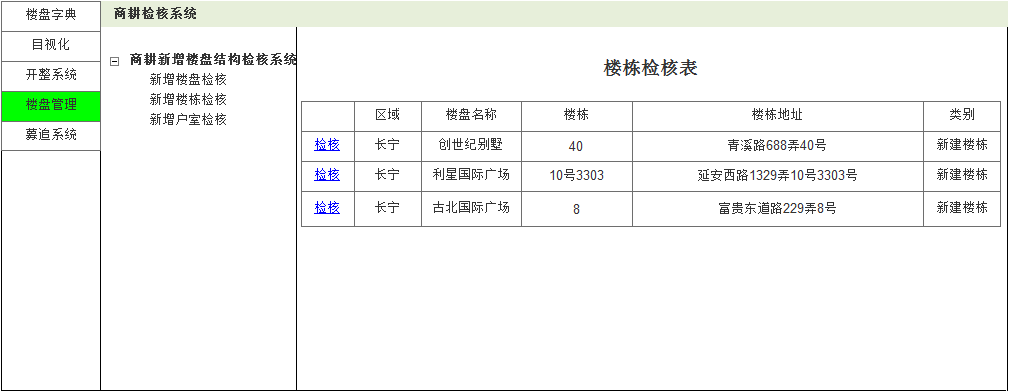 楼盘字典
目视化
开整系统
楼盘管理
募追系统
商耕检核系统
商耕新增楼盘结构检核系统
新增楼盘检核
新增楼栋检核
新增户室检核
楼栋检核表
区域 楼盘名称 楼栋 楼栋地址 类别
检核 长宁 创世纪别墅 40 青溪路688弄40号 新建楼栋
检核 长宁 利星国际广场 10号3303 延安西路1329弄10号3303号 新建楼栋
检核 长宁 古北国际广场 8 富贵东道路229弄8号 新建楼栋